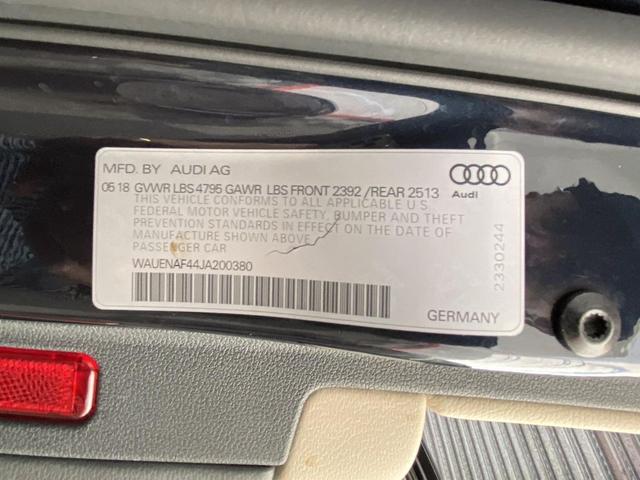 MFD. BY AUDI AG
05 18 GVWR LBS 4795 GAWR LBS FRONT 2392 /REAR 2513
THIS VEHICLE CONFORMS TO ALL APPLICABLE U.S.
FEDERAL MOTOR VEHICLE SAFETY, BUMPER AND THEFT
PREVENTION STANDARDS IN EFFECT ON THE DATE OF
MANUFACTURE SHOWN ABOVE
PASSENGER CAR
WAUENAF44JA200380
GERMANY
Audi
2330244